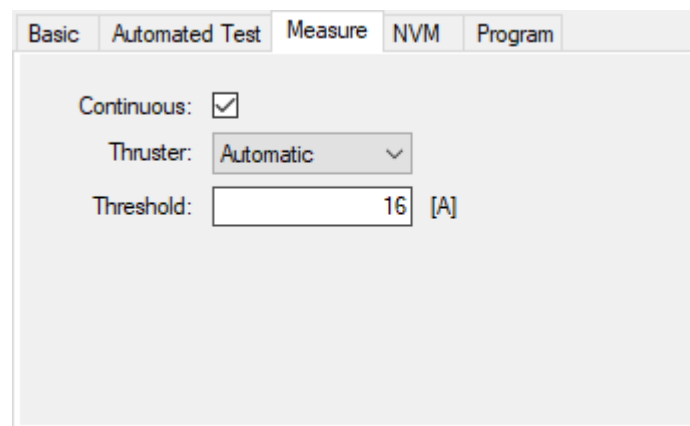 Basic Automated Test Measure NVM Program
Continuous:
Thruster: Automatic
Threshold: 16 [A]